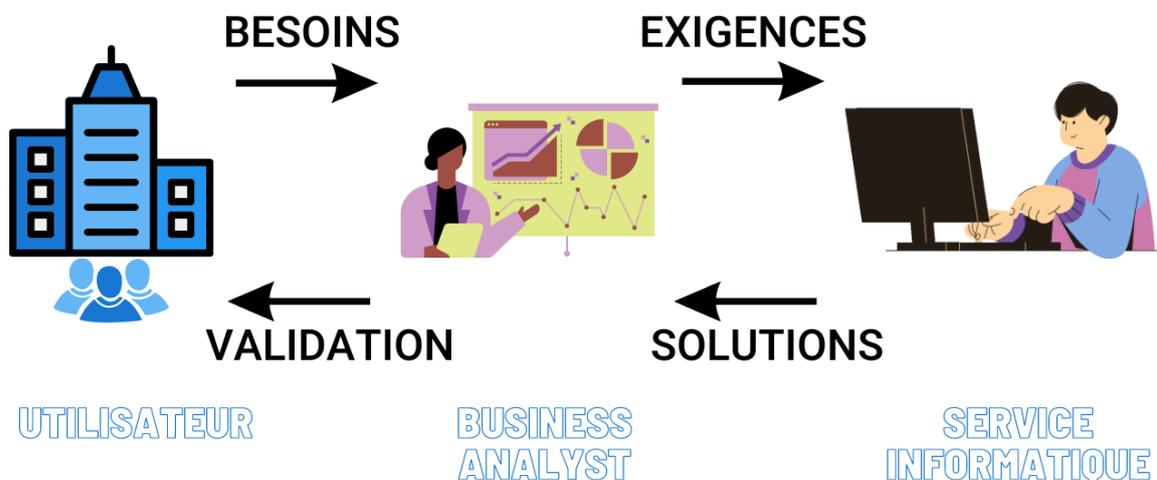 BESOINS
EXIGENCES
VALIDATION
SOLUTIONS
UTILISATEUR
BUSINESS
ANALYST
SERVICE
INFORMATIQUE